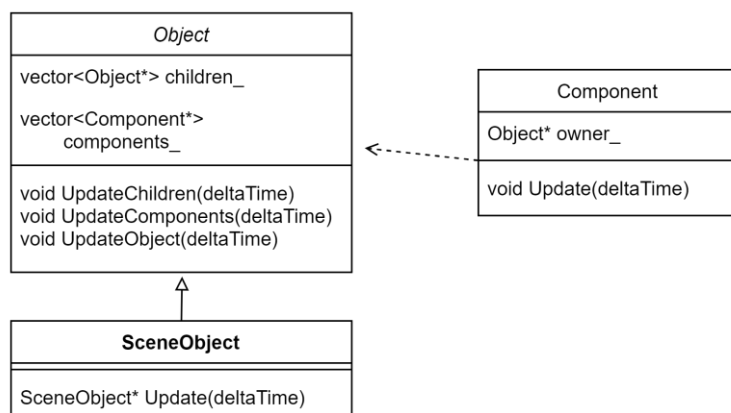 Object
vector<Object*> children_
vector<Component*>
components_
void UpdateChildren(deltaTime)
void UpdateComponents(deltaTime)
void UpdateObject(deltaTime)
Component
Object* owner_
void Update(deltaTime)
SceneObject
SceneObject* Update(deltaTime)